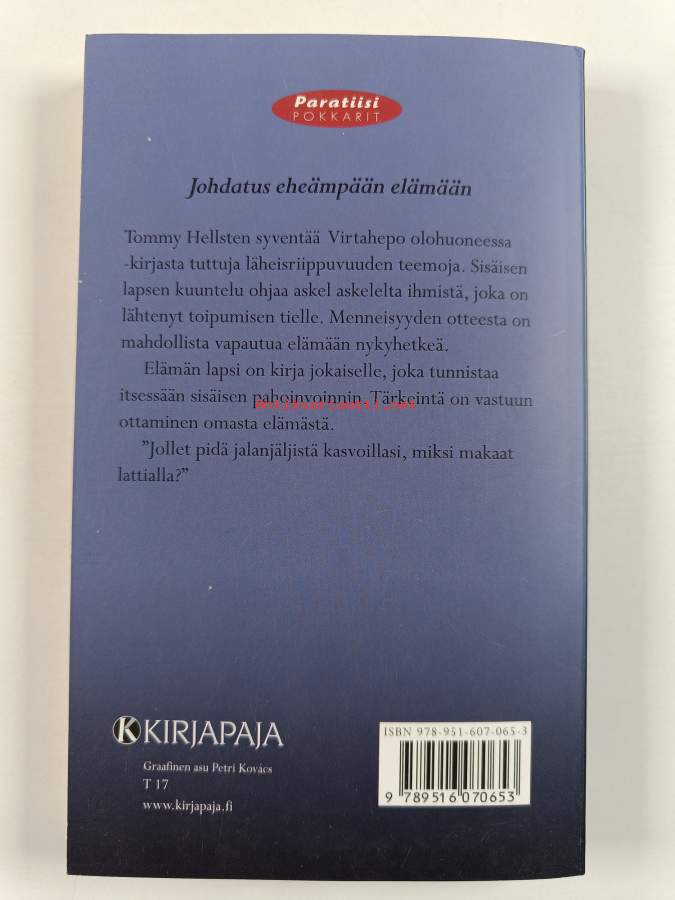 Paratiisi
POKKARIT
Johdatus eheämpään elämään
Tommy Hellsten syventää Virtahepo olohuoneessa
-kirjasta tuttuja läheisriippuvuuden teemoja. Sisäisen
lapsen kuuntelu ohjaa askel askelelta ihmistä, joka on
lähtenyt toipumisen tielle. Menneisyyden otteesta on
mahdollista vapautua elämään nykyhetkeä.
Elämän lapsi on kirja jokaiselle, joka tunnistaa
itsessään sisäisen pahoinvoinnin. Tärkeintä on vastuun
antikvariaatti.net
ottaminen omasta elämästä.
”Jollet pidä jalanjäljistä kasvoillasi, miksi makaat
lattialla?”
KIRJAPAJA
Graafinen asu Petri Kovács
T 17
www.kirjapaja.fi
ISBN 978-951-607-065-3
9 789516 070653